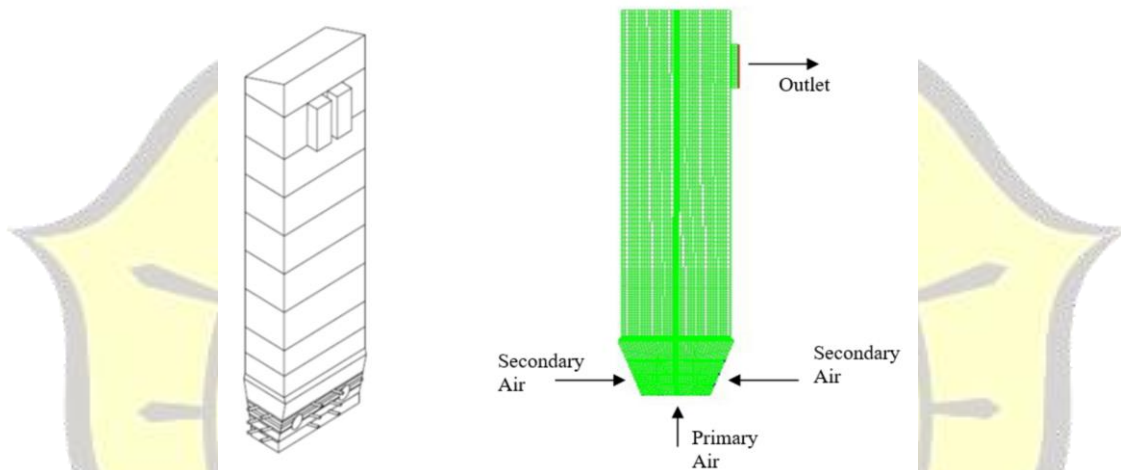 Outlet
Secondary
Air
Secondary
Air
Primary
Air